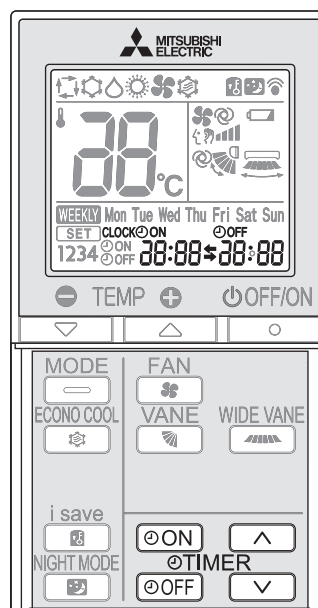 MITSUBISHI
ELECTRIC
88°C
WEEKLY Mon Tue Wed Thu Fri Sat Sun
SET CLOCK ON OFF
1234 ON OFF 88:88 88:88
TEMP OFF/ON
MODE FAN
ECONO COOL VANE WIDE VANE
i save
ON
NIGHT MODE TIMER
OFF